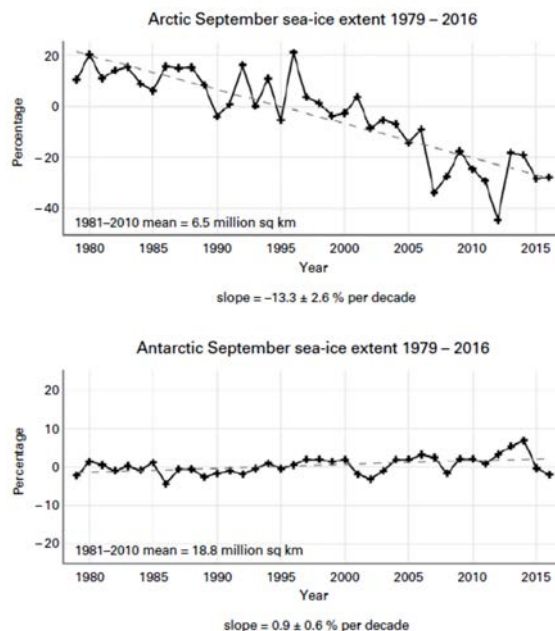 Arctic September sea-ice extent 1979 – 2016
Percentage
20
0
−20
−40
1981–2010 mean = 6.5 million sq km
1980 1985 1990 1995 2000 2005 2010 2015
Year
slope = −13.3 ± 2.6 % per decade
Antarctic September sea-ice extent 1979 – 2016
Percentage
20
10
0
−10
−20
1981–2010 mean = 18.8 million sq km
1980 1985 1990 1995 2000 2005 2010 2015
Year
slope = 0.9 ± 0.6 % per decade